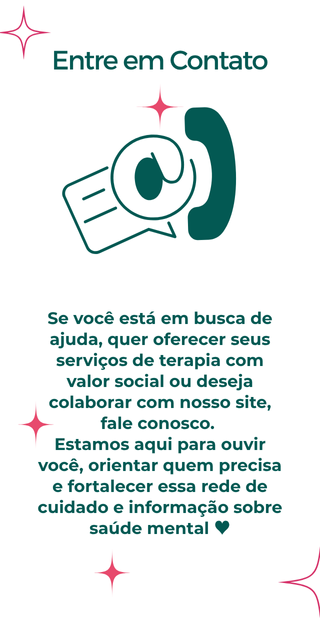 Entre em Contato
Se você está em busca de
ajuda, quer oferecer seus
serviços de terapia com
valor social ou deseja
colaborar com nosso site,
fale conosco.
Estamos aqui para ouvir
você, orientar quem precisa
e fortalecer essa rede de
cuidado e informação sobre
saúde mental ♥